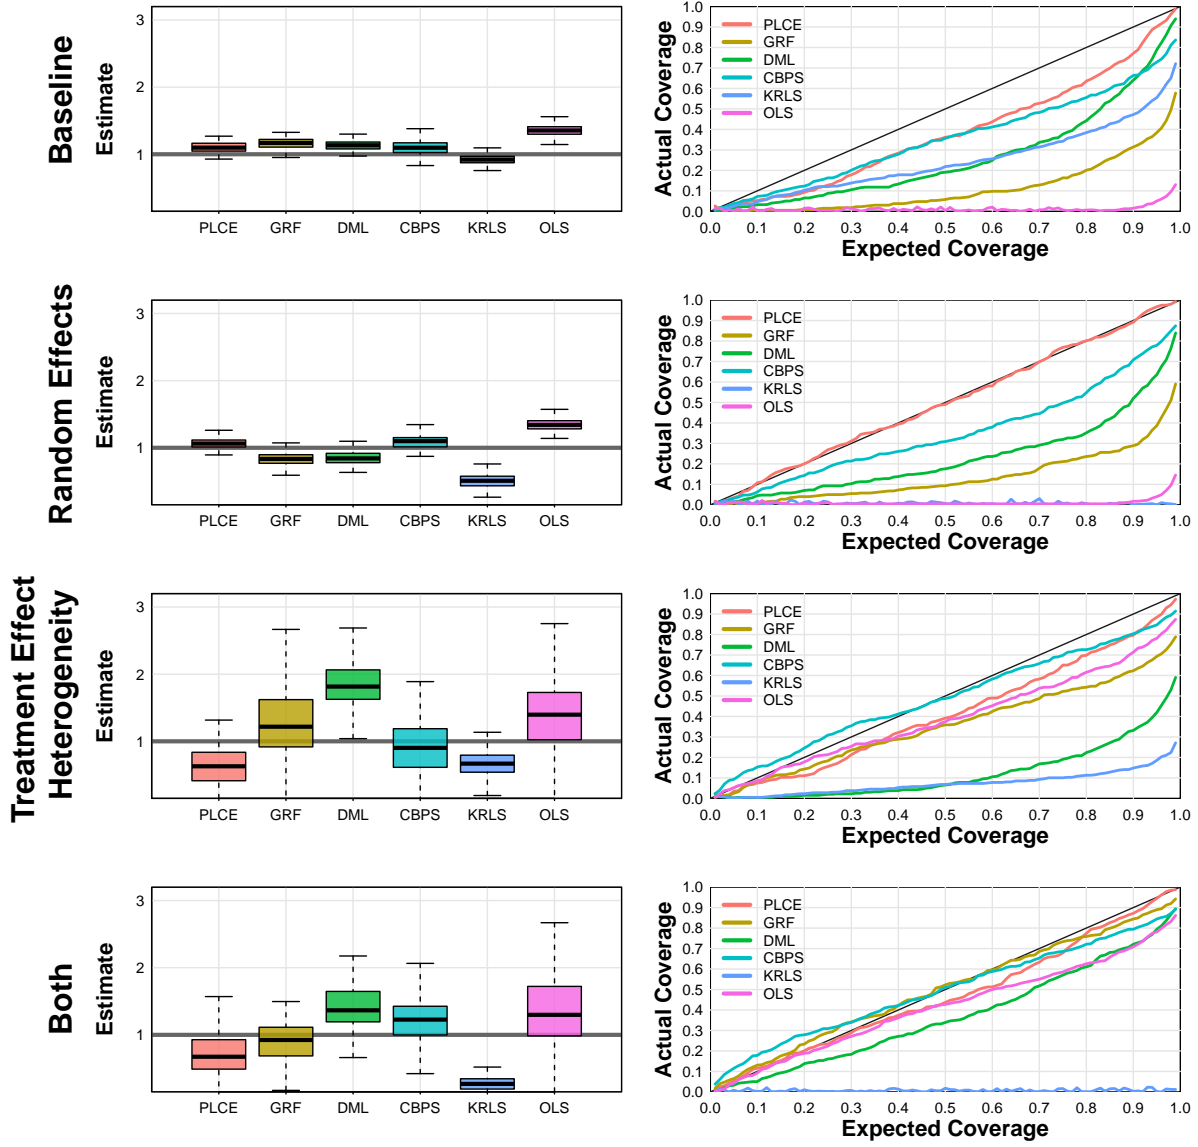 Baseline
Estimate
3
2
1
PLCE GRF DML CBPS KRLS OLS
Actual Coverage
1.0
0.9
0.8
0.7
0.6
0.5
0.4
0.3
0.2
0.1
0.0
PLCE
GRF
DML
CBPS
KRLS
OLS
0.0 0.1 0.2 0.3 0.4 0.5 0.6 0.7 0.8 0.9 1.0
Expected Coverage
Random Effects
Estimate
3
2
1
PLCE GRF DML CBPS KRLS OLS
Actual Coverage
1.0
0.9
0.8
0.7
0.6
0.5
0.4
0.3
0.2
0.1
0.0
PLCE
GRF
DML
CBPS
KRLS
OLS
0.0 0.1 0.2 0.3 0.4 0.5 0.6 0.7 0.8 0.9 1.0
Expected Coverage
Treatment Effect
Heterogeneity
Estimate
3
2
1
PLCE GRF DML CBPS KRLS OLS
Actual Coverage
1.0
0.9
0.8
0.7
0.6
0.5
0.4
0.3
0.2
0.1
0.0
PLCE
GRF
DML
CBPS
KRLS
OLS
0.0 0.1 0.2 0.3 0.4 0.5 0.6 0.7 0.8 0.9 1.0
Expected Coverage
Both
Estimate
3
2
1
PLCE GRF DML CBPS KRLS OLS
Actual Coverage
1.0
0.9
0.8
0.7
0.6
0.5
0.4
0.3
0.2
0.1
0.0
PLCE
GRF
DML
CBPS
KRLS
OLS
0.0 0.1 0.2 0.3 0.4 0.5 0.6 0.7 0.8 0.9 1.0
Expected Coverage